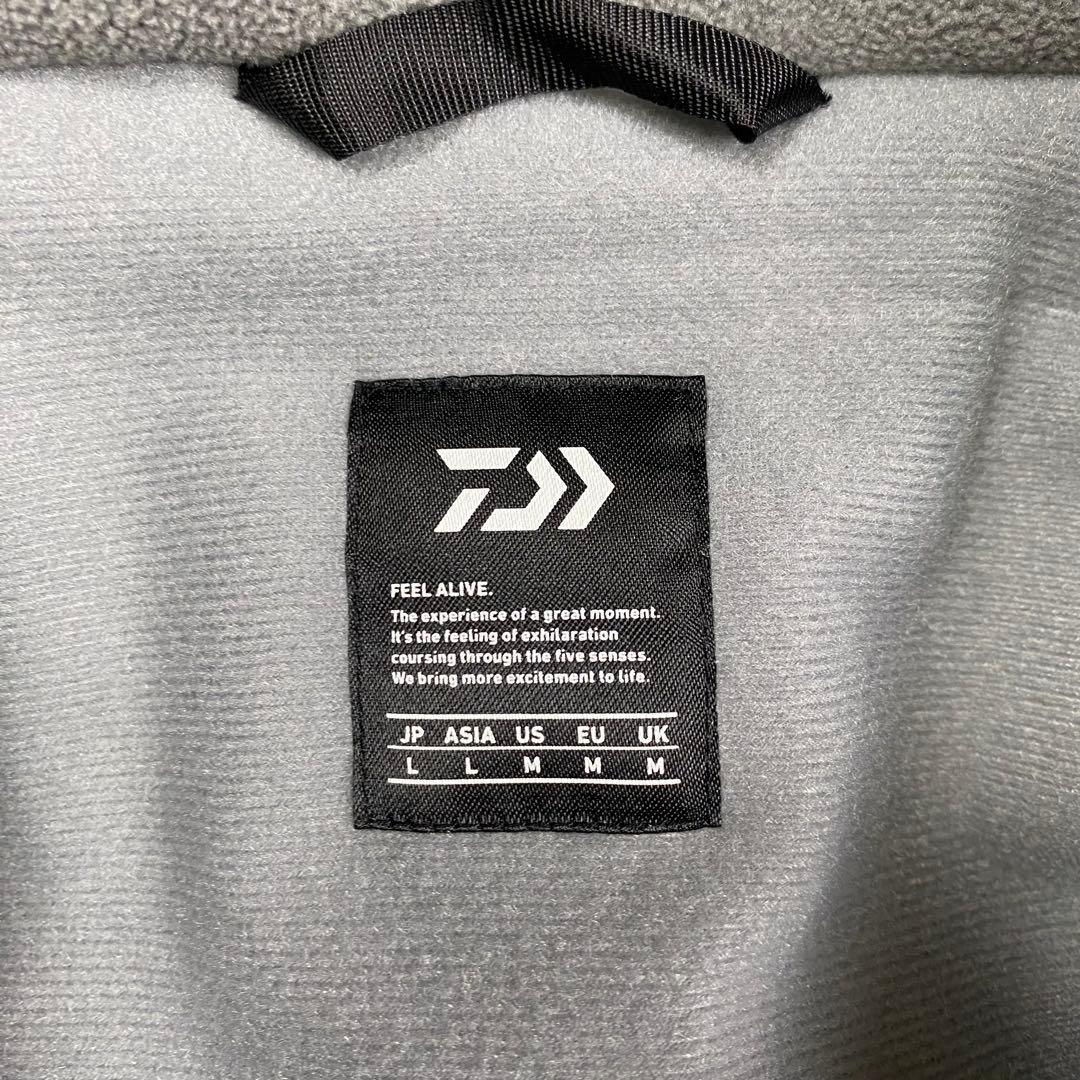 FEEL ALIVE.
The experience of a great moment.
It's the feeling of exhilaration
coursing through the five senses.
We bring more excitement to life.
JP ASIA US EU UK
L L M M M